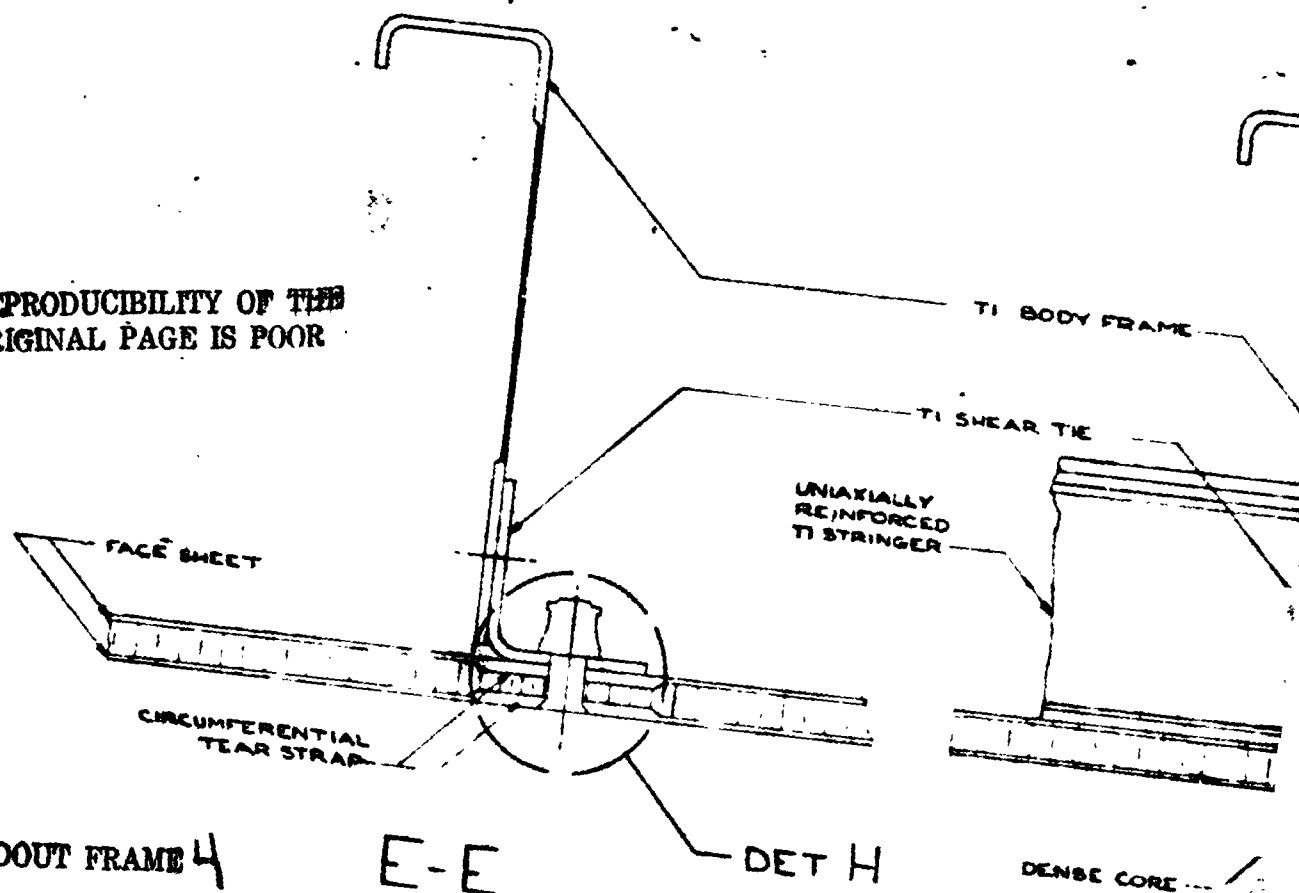 EPRODUCIBILITY OF THE
RIGINAL PAGE IS POOR
TI BODY FRAME
TI SHEAR TIE
UNIAXIALLY
REINFORCED
TI STRINGER
FACE SHEET
CIRCUMFERENTIAL
TEAR STRAP
DOUT FRAME 4
E-E
DET H
DENSE CORE